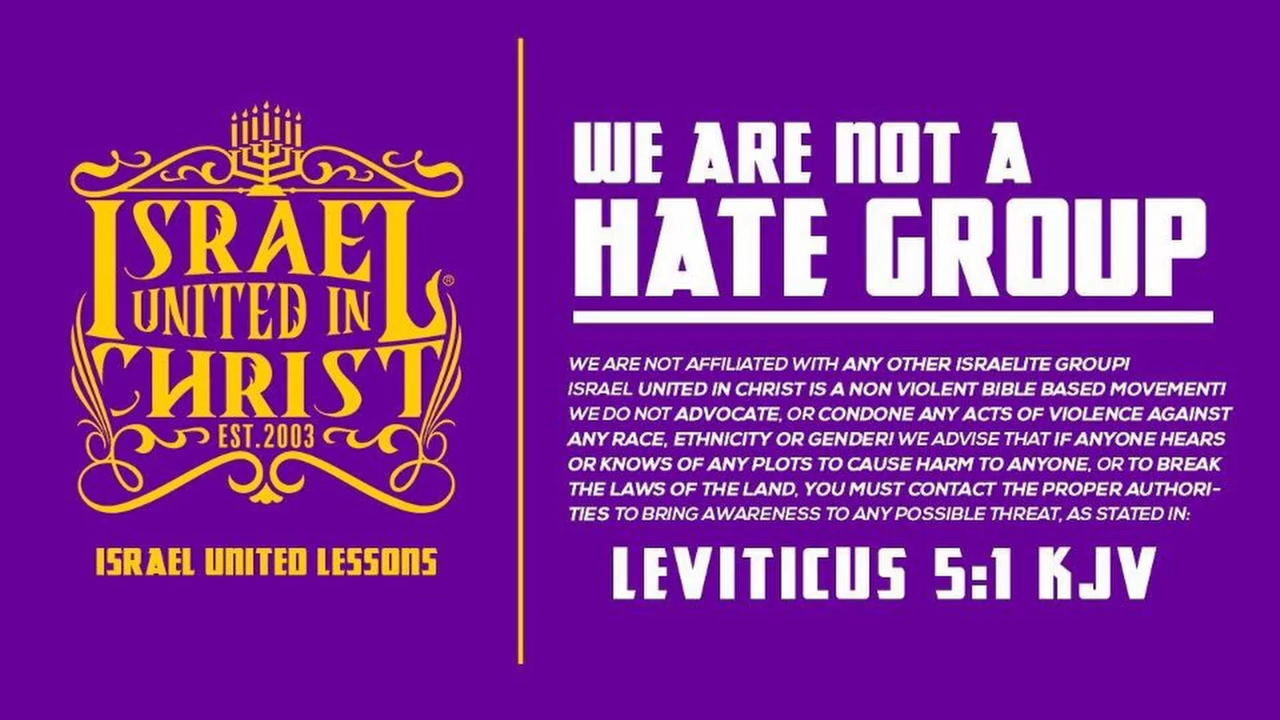 ISRAEL
UNITED IN
CHRIST
EST.2003
®
ISRAEL UNITED LESSONS
WE ARE NOT A
HATE GROUP
WE ARE NOT AFFILIATED WITH ANY OTHER ISRAELITE GROUP!
ISRAEL UNITED IN CHRIST IS A NON VIOLENT BIBLE BASED MOVEMENT!
WE DO NOT ADVOCATE, OR CONDONE ANY ACTS OF VIOLENCE AGAINST
ANY RACE, ETHNICITY OR GENDER! WE ADVISE THAT IF ANYONE HEARS
OR KNOWS OF ANY PLOTS TO CAUSE HARM TO ANYONE, OR TO BREAK
THE LAWS OF THE LAND, YOU MUST CONTACT THE PROPER AUTHORI-
TIES TO BRING AWARENESS TO ANY POSSIBLE THREAT, AS STATED IN:
LEVITICUS 5:1 KJV